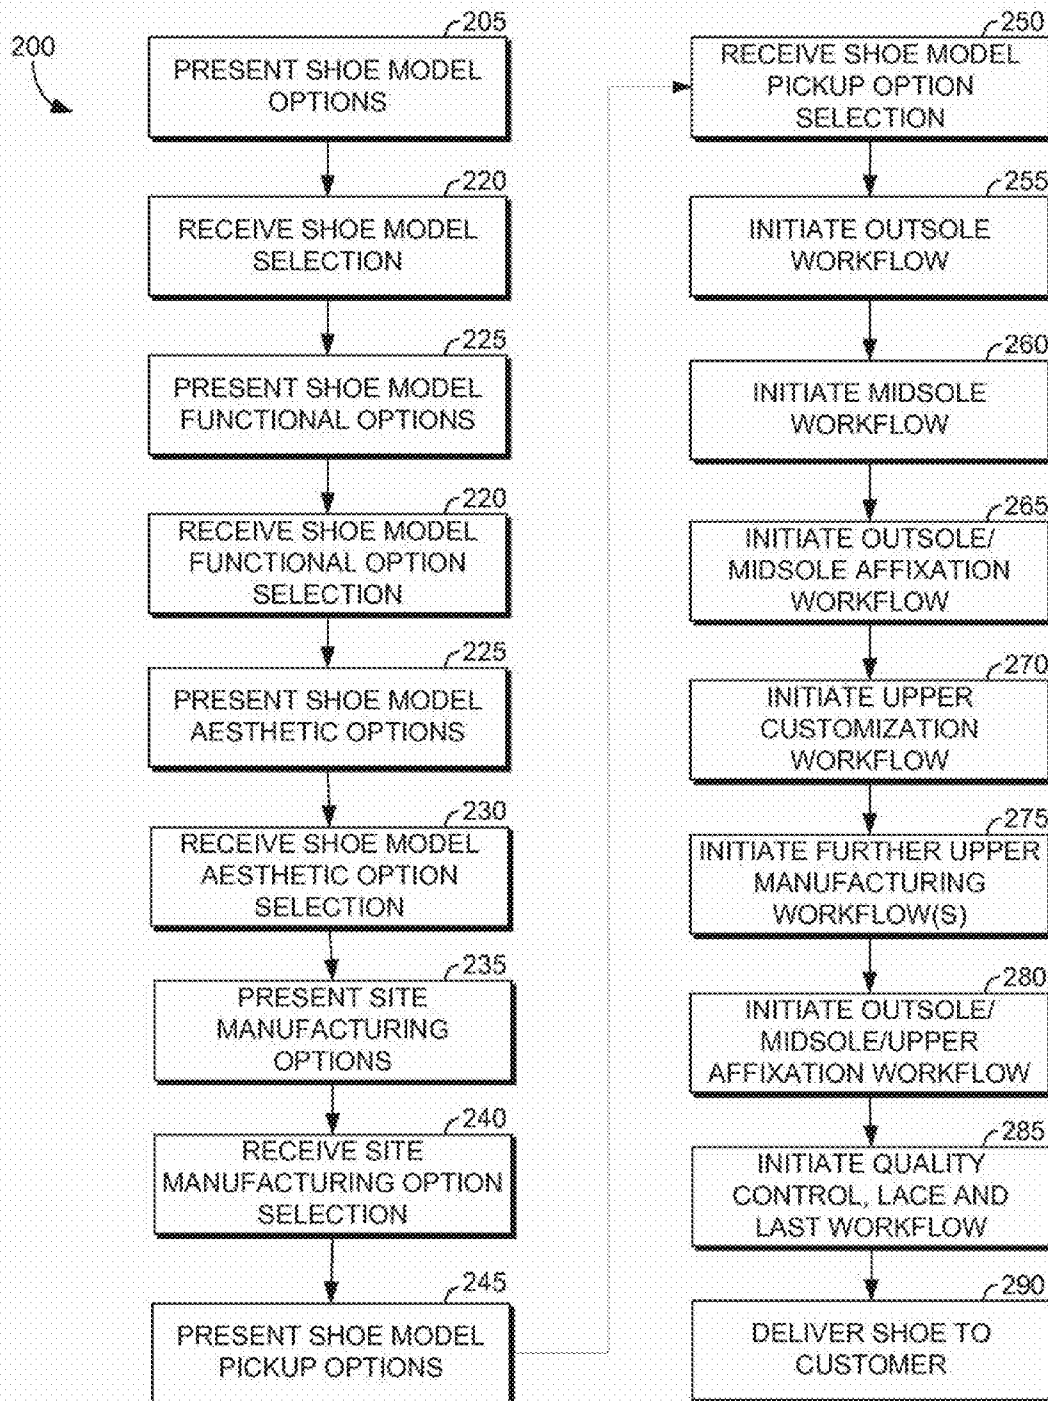 200
205
PRESENT SHOE MODEL
OPTIONS
220
RECEIVE SHOE MODEL
SELECTION
225
PRESENT SHOE MODEL
FUNCTIONAL OPTIONS
220
RECEIVE SHOE MODEL
FUNCTIONAL OPTION
SELECTION
225
PRESENT SHOE MODEL
AESTHETIC OPTIONS
230
RECEIVE SHOE MODEL
AESTHETIC OPTION
SELECTION
235
PRESENT SITE
MANUFACTURING
OPTIONS
240
RECEIVE SITE
MANUFACTURING OPTION
SELECTION
245
PRESENT SHOE MODEL
PICKUP OPTIONS
250
RECEIVE SHOE MODEL
PICKUP OPTION
SELECTION
255
INITIATE OUTSOLE
WORKFLOW
260
INITIATE MIDSOLE
WORKFLOW
265
INITIATE OUTSOLE/
MIDSOLE AFFIXATION
WORKFLOW
270
INITIATE UPPER
CUSTOMIZATION
WORKFLOW
275
INITIATE FURTHER UPPER
MANUFACTURING
WORKFLOW(S)
280
INITIATE OUTSOLE/
MIDSOLE/UPPER
AFFIXATION WORKFLOW
285
INITIATE QUALITY
CONTROL, LACE AND
LAST WORKFLOW
290
DELIVER SHOE TO
CUSTOMER